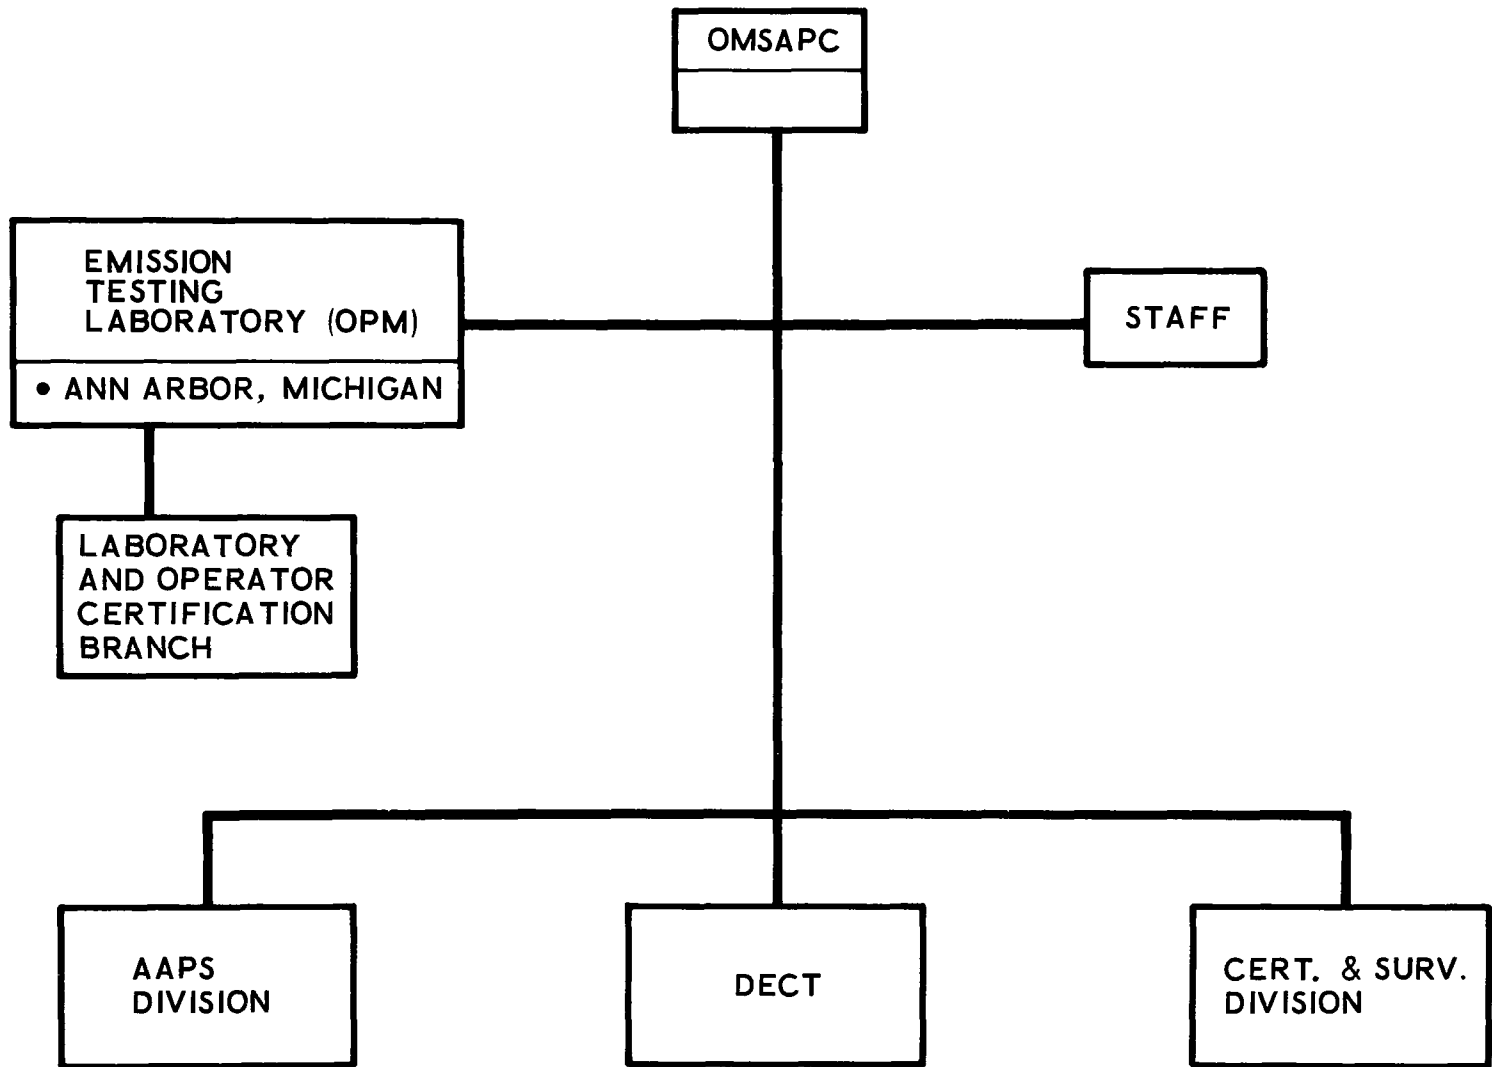 OMSAPC
EMISSION
TESTING
LABORATORY (OPM)
• ANN ARBOR, MICHIGAN
STAFF
LABORATORY
AND OPERATOR
CERTIFICATION
BRANCH
AAPS
DIVISION
DECT
CERT. & SURV.
DIVISION